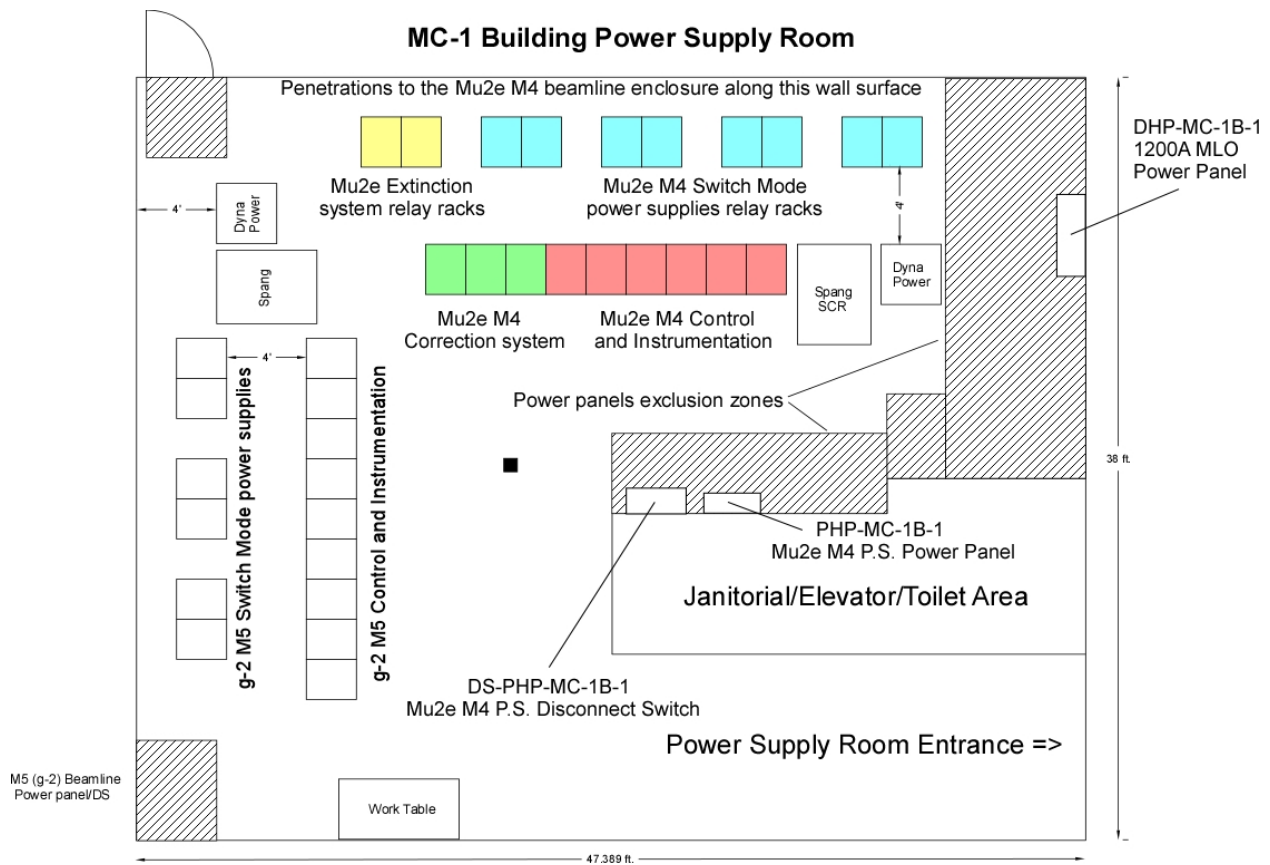 MC-1 Building Power Supply Room
Penetrations to the Mu2e M4 beamline enclosure along this wall surface
DHP-MC-1B-1
1200A MLO
Power Panel
Mu2e Extinction
system relay racks
Mu2e M4 Switch Mode
power supplies relay racks
4'
Dyna
Power
4'
Spang
Spang
SCR
Dyna
Power
Mu2e M4
Correction system
Mu2e M4 Control
and Instrumentation
4'
g-2 M5 Switch Mode power supplies
g-2 M5 Control and Instrumentation
Power panels exclusion zones
38 ft.
PHP-MC-1B-1
Mu2e M4 P.S. Power Panel
Janitorial/Elevator/Toilet Area
DS-PHP-MC-1B-1
Mu2e M4 P.S. Disconnect Switch
Power Supply Room Entrance =>
M5 (g-2) Beamline
Power panel/DS
Work Table
47.389 ft.